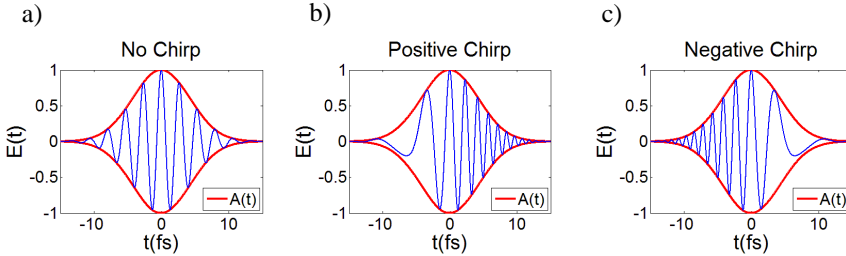 a)
No Chirp
E(t)
1
0.5
0
-0.5
-1
-10
0
10
t(fs)
A(t)
b)
Positive Chirp
E(t)
1
0.5
0
-0.5
-1
-10
0
10
t(fs)
A(t)
c)
Negative Chirp
E(t)
1
0.5
0
-0.5
-1
-10
0
10
t(fs)
A(t)